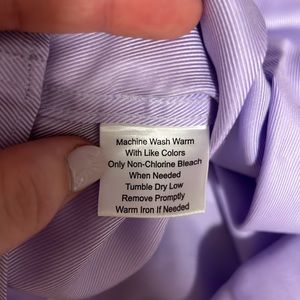 Machine Wash Warm
With Like Colors
Only Non-Chlorine Bleach
When Needed
Tumble Dry Low
Remove Promptly
Warm Iron If Needed